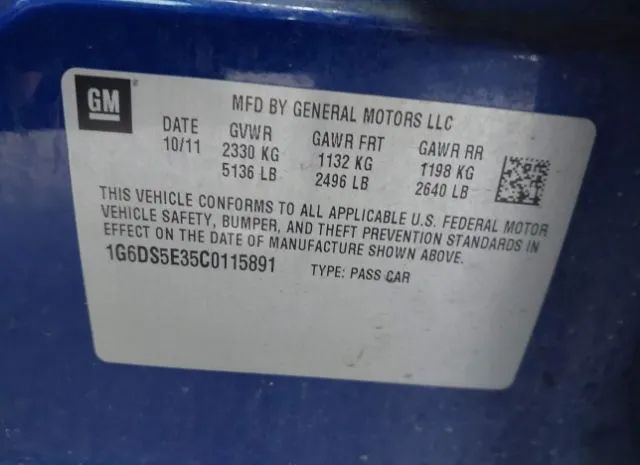 GM
MFD BY GENERAL MOTORS LLC
DATE GVWR GAWR FRT GAWR RR
10/11 2330 KG 1132 KG 1198 KG
5136 LB 2496 LB 2640 LB
THIS VEHICLE CONFORMS TO ALL APPLICABLE U.S. FEDERAL MOTOR
VEHICLE SAFETY, BUMPER, AND THEFT PREVENTION STANDARDS IN
EFFECT ON THE DATE OF MANUFACTURE SHOWN ABOVE.
1G6DS5E35C0115891 TYPE: PASS CAR